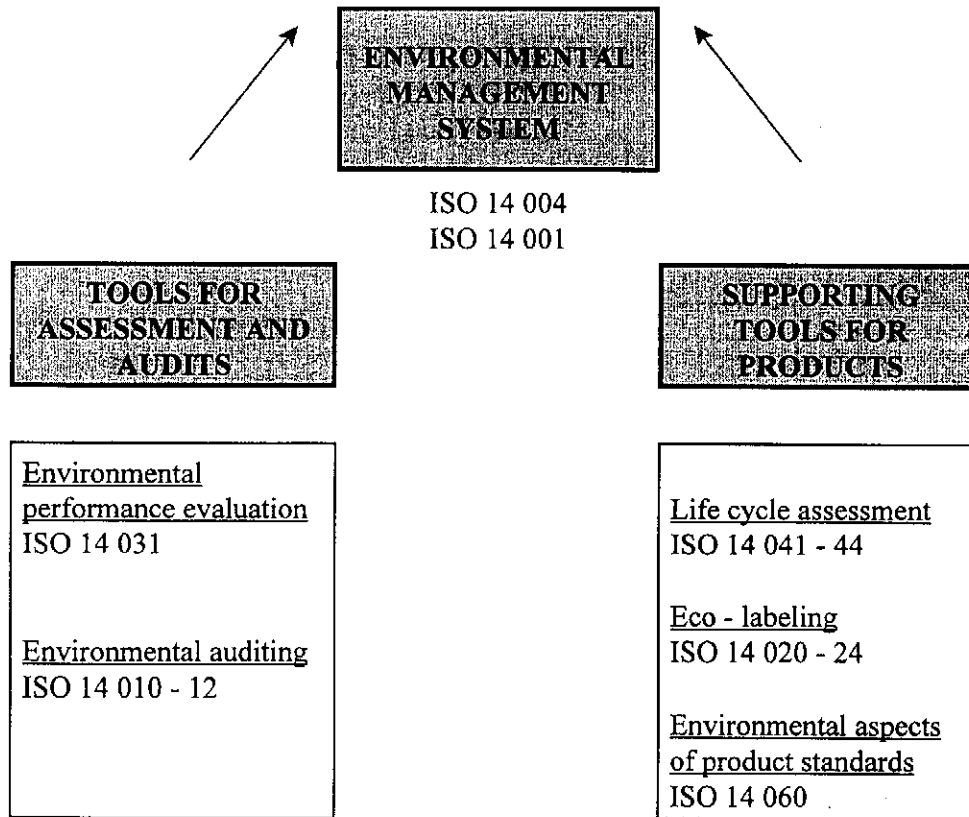 ENVIRONMENTAL
MANAGEMENT
SYSTEM
ISO 14 004
ISO 14 001
TOOLS FOR
ASSESSMENT AND
AUDITS
Environmental
performance evaluation
ISO 14 031
Environmental auditing
ISO 14 010 - 12
SUPPORTING
TOOLS FOR
PRODUCTS
Life cycle assessment
ISO 14 041 - 44
Eco - labeling
ISO 14 020 - 24
Environmental aspects
of product standards
ISO 14 060